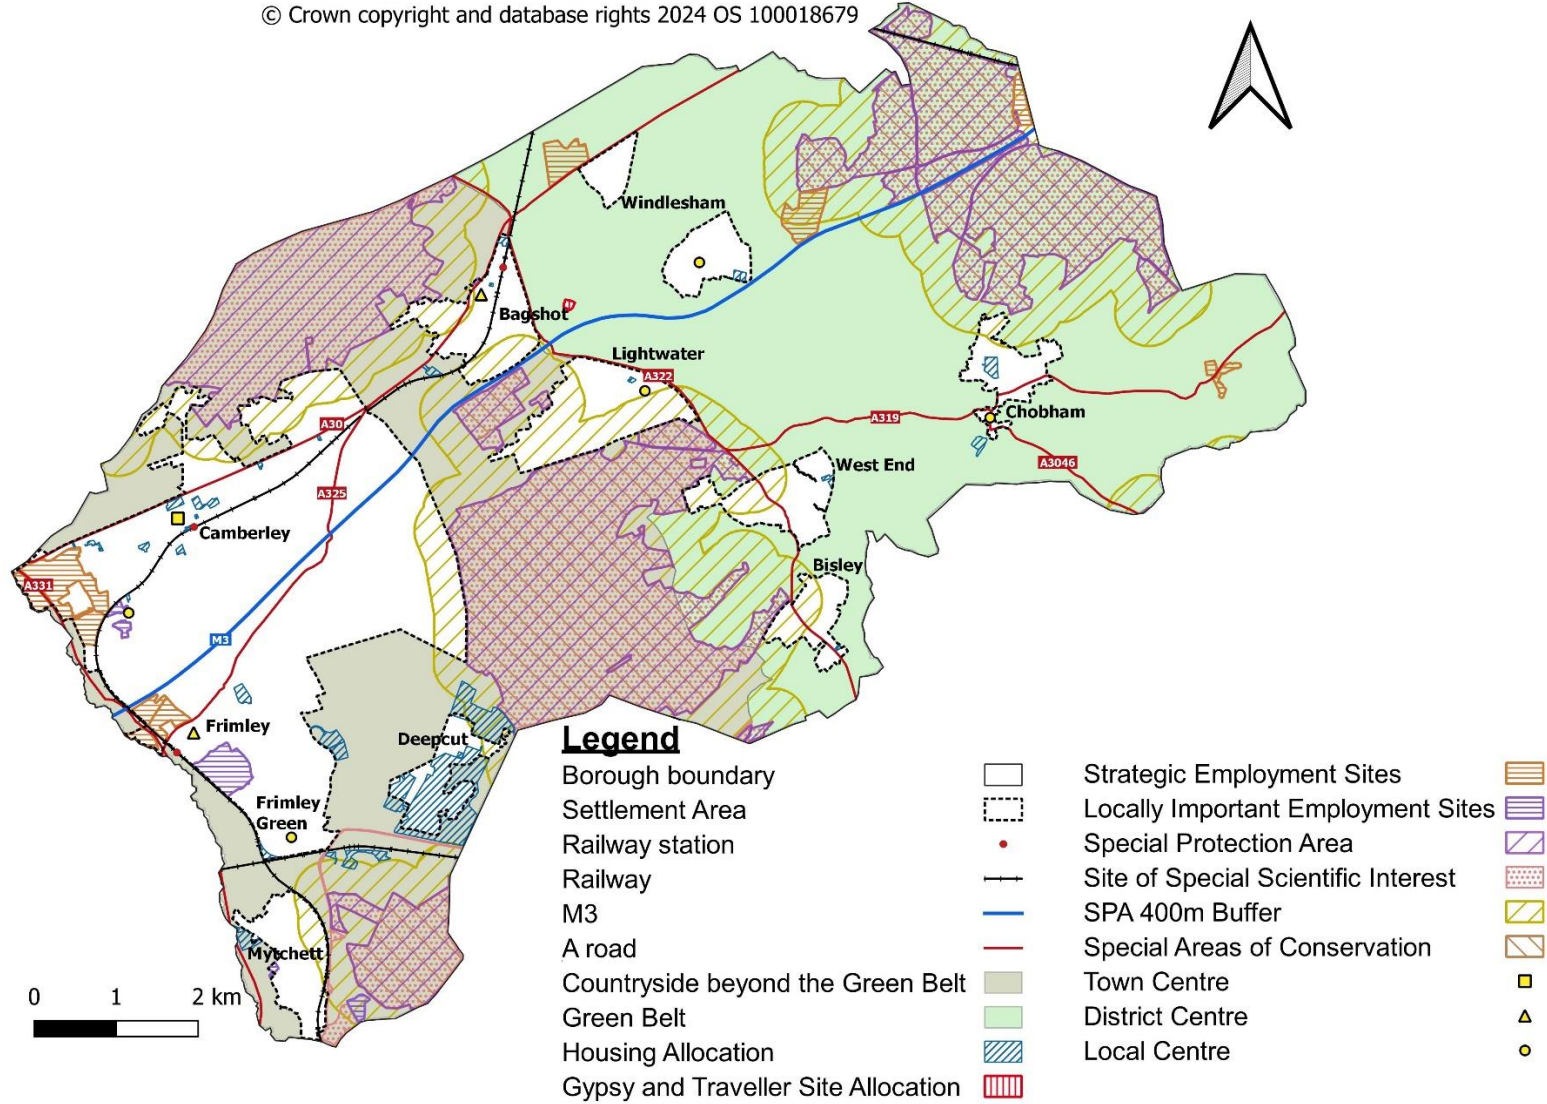 © Crown copyright and database rights 2024 OS 100018679
Windlesham
Bagshot
Lightwater
A322
Chobham
A30
A319
A3046
West End
A325
Camberley
Bisley
A331
M3
Frimley
Deepcut
Frimley
Green
Mytchett
0 1 2 km
Legend
Borough boundary
Settlement Area
Railway station
Railway
M3
A road
Countryside beyond the Green Belt
Green Belt
Housing Allocation
Gypsy and Traveller Site Allocation
Strategic Employment Sites
Locally Important Employment Sites
Special Protection Area
Site of Special Scientific Interest
SPA 400m Buffer
Special Areas of Conservation
Town Centre
District Centre
Local Centre